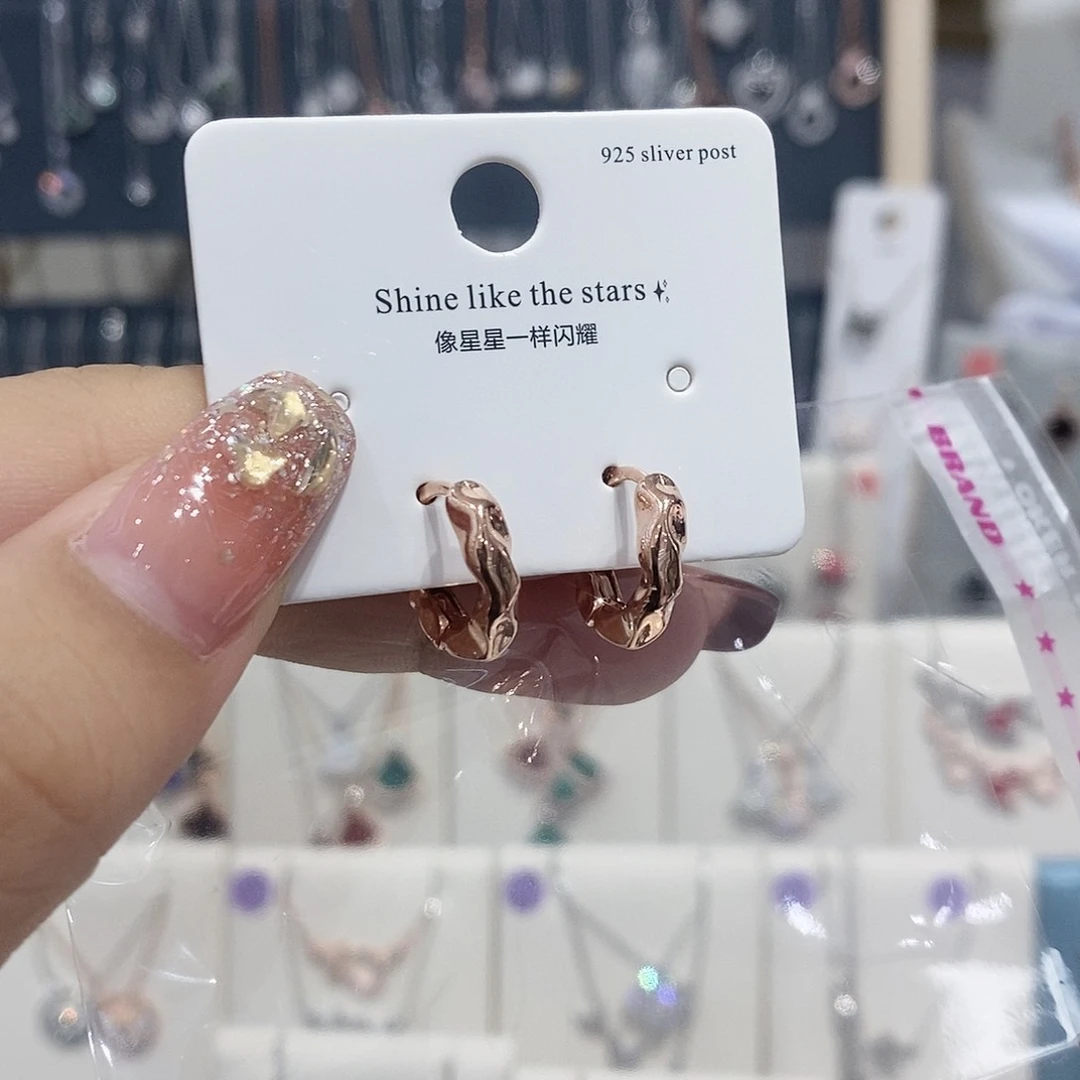 925 sliver post
Shine like the stars
像星星一样闪耀
BRAND